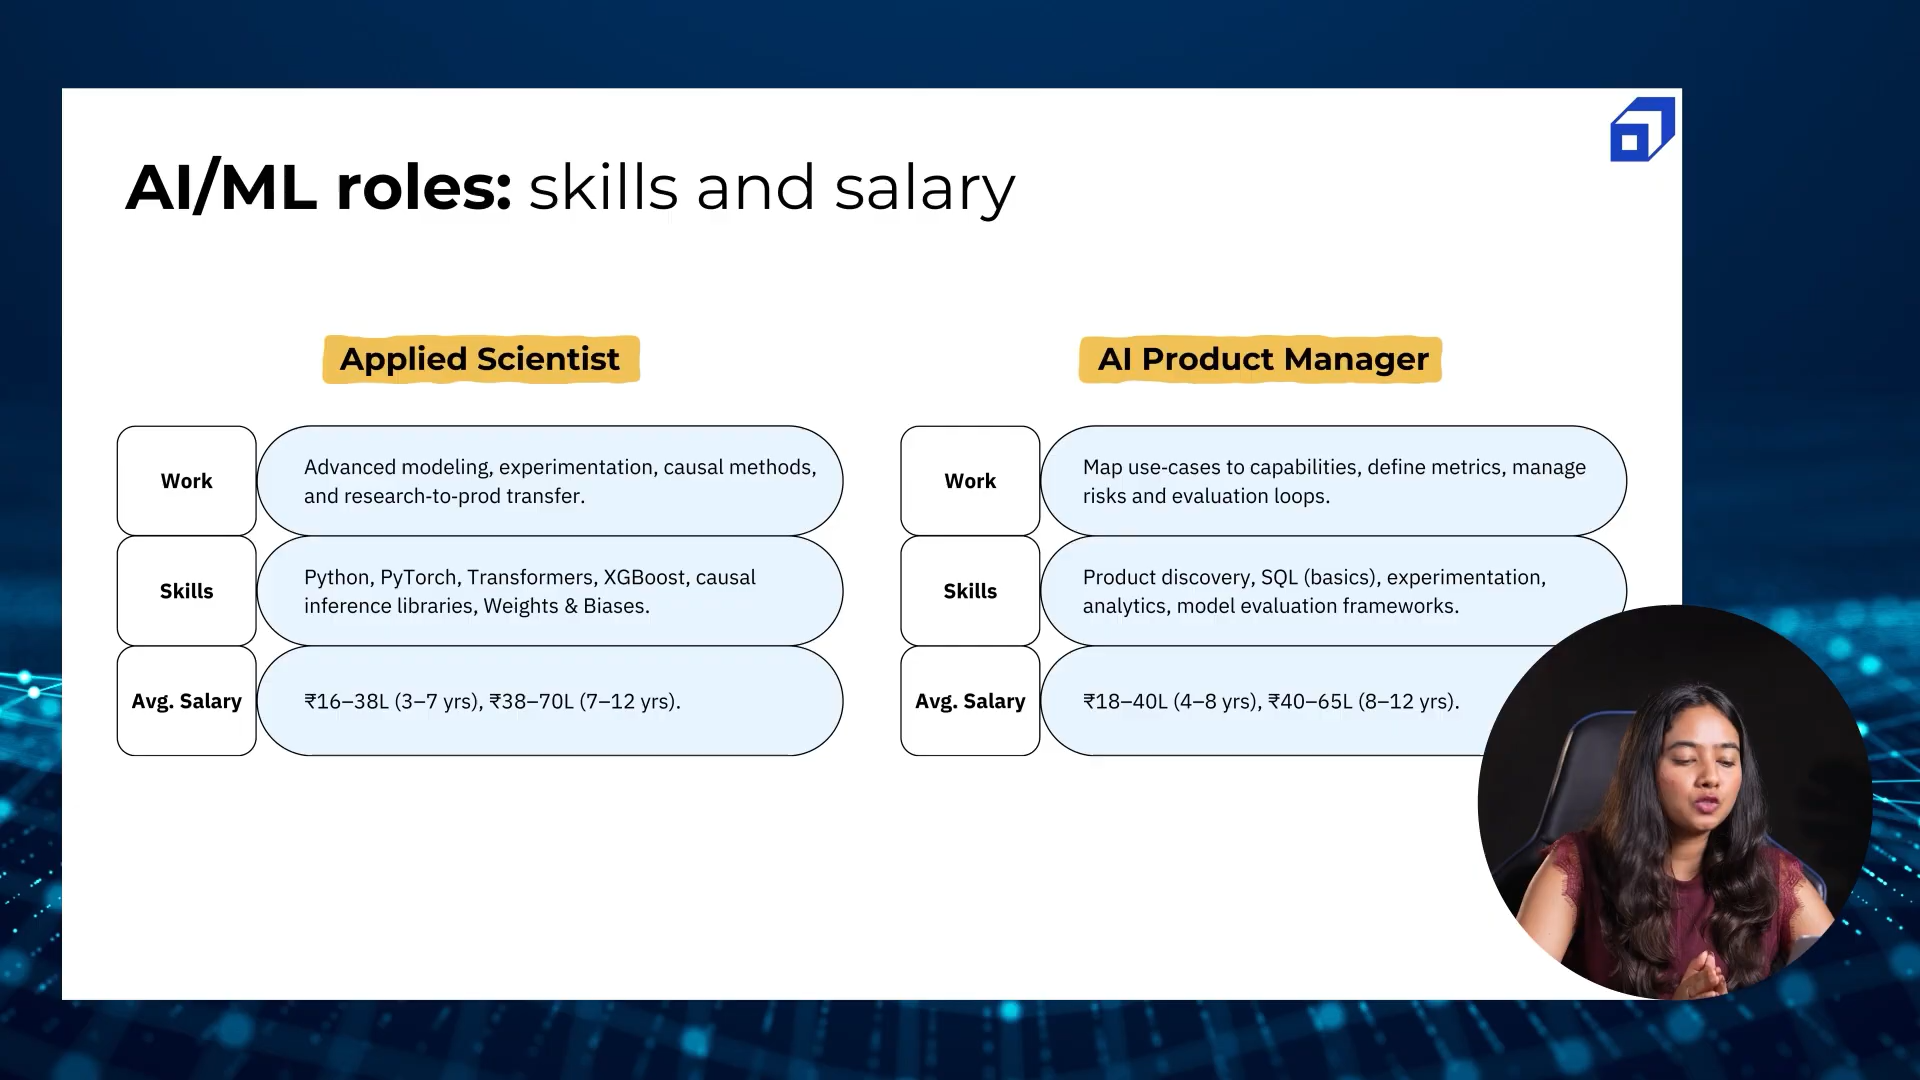 AI/ML roles: skills and salary
Applied Scientist
Work
Advanced modeling, experimentation, causal methods,
and research-to-prod transfer.
Skills
Python, PyTorch, Transformers, XGBoost, causal
inference libraries, Weights & Biases.
Avg. Salary
₹16–38L (3–7 yrs), ₹38–70L (7–12 yrs).
AI Product Manager
Work
Map use-cases to capabilities, define metrics, manage
risks and evaluation loops.
Skills
Product discovery, SQL (basics), experimentation,
analytics, model evaluation frameworks.
Avg. Salary
₹18–40L (4–8 yrs), ₹40–65L (8–12 yrs).